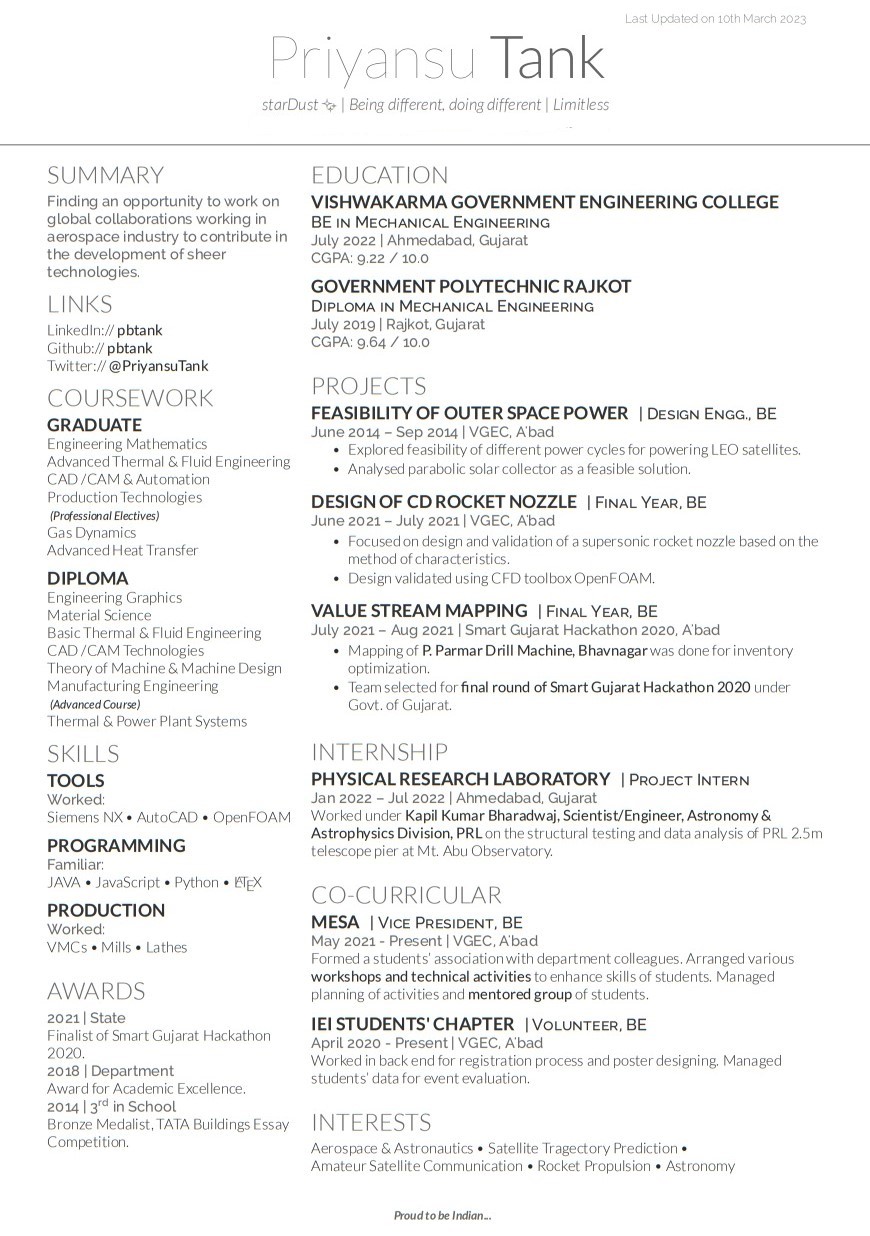 Last Updated on 10th March 2023
Priyansu Tank
starDust ✨ | Being different, doing different | Limitless
SUMMARY
Finding an opportunity to work on
global collaborations working in
aerospace industry to contribute in
the development of sheer
technologies.
LINKS
LinkedIn:// pbtank
Github:// pbtank
Twitter:// @PriyansuTank
COURSEWORK
GRADUATE
Engineering Mathematics
Advanced Thermal & Fluid Engineering
CAD /CAM & Automation
Production Technologies
(Professional Electives)
Gas Dynamics
Advanced Heat Transfer
DIPLOMA
Engineering Graphics
Material Science
Basic Thermal & Fluid Engineering
CAD /CAM Technologies
Theory of Machine & Machine Design
Manufacturing Engineering
(Advanced Course)
Thermal & Power Plant Systems
SKILLS
TOOLS
Worked:
Siemens NX • AutoCAD • OpenFOAM
PROGRAMMING
Familiar:
JAVA • JavaScript • Python • LATEX
PRODUCTION
Worked:
VMCs • Mills • Lathes
AWARDS
2021 | State
Finalist of Smart Gujarat Hackathon
2020.
2018 | Department
Award for Academic Excellence.
2014 | 3rd in School
Bronze Medalist, TATA Buildings Essay
Competition.
EDUCATION
VISHWAKARMA GOVERNMENT ENGINEERING COLLEGE
BE IN MECHANICAL ENGINEERING
July 2022 | Ahmedabad, Gujarat
CGPA: 9.22 / 10.0
GOVERNMENT POLYTECHNIC RAJKOT
DIPLOMA IN MECHANICAL ENGINEERING
July 2019 | Rajkot, Gujarat
CGPA: 9.64 / 10.0
PROJECTS
FEASIBILITY OF OUTER SPACE POWER | DESIGN ENGG., BE
June 2014 – Sep 2014 | VGEC, A'bad
• Explored feasibility of different power cycles for powering LEO satellites.
• Analysed parabolic solar collector as a feasible solution.
DESIGN OF CD ROCKET NOZZLE | FINAL YEAR, BE
June 2021 – July 2021 | VGEC, A'bad
• Focused on design and validation of a supersonic rocket nozzle based on the
method of characteristics.
• Design validated using CFD toolbox OpenFOAM.
VALUE STREAM MAPPING | FINAL YEAR, BE
July 2021 – Aug 2021 | Smart Gujarat Hackathon 2020, A'bad
• Mapping of P. Parmar Drill Machine, Bhavnagar was done for inventory
optimization.
• Team selected for final round of Smart Gujarat Hackathon 2020 under
Govt. of Gujarat.
INTERNSHIP
PHYSICAL RESEARCH LABORATORY | PROJECT INTERN
Jan 2022 – Jul 2022 | Ahmedabad, Gujarat
Worked under Kapil Kumar Bharadwaj, Scientist/Engineer, Astronomy &
Astrophysics Division, PRL on the structural testing and data analysis of PRL 2.5m
telescope pier at Mt. Abu Observatory.
CO-CURRICULAR
MESA | VICE PRESIDENT, BE
May 2021 - Present | VGEC, A'bad
Formed a students' association with department colleagues. Arranged various
workshops and technical activities to enhance skills of students. Managed
planning of activities and mentored group of students.
IEI STUDENTS' CHAPTER | VOLUNTEER, BE
April 2020 - Present | VGEC, A'bad
Worked in back end for registration process and poster designing. Managed
students' data for event evaluation.
INTERESTS
Aerospace & Astronautics • Satellite Tragectory Prediction •
Amateur Satellite Communication • Rocket Propulsion • Astronomy
Proud to be Indian...